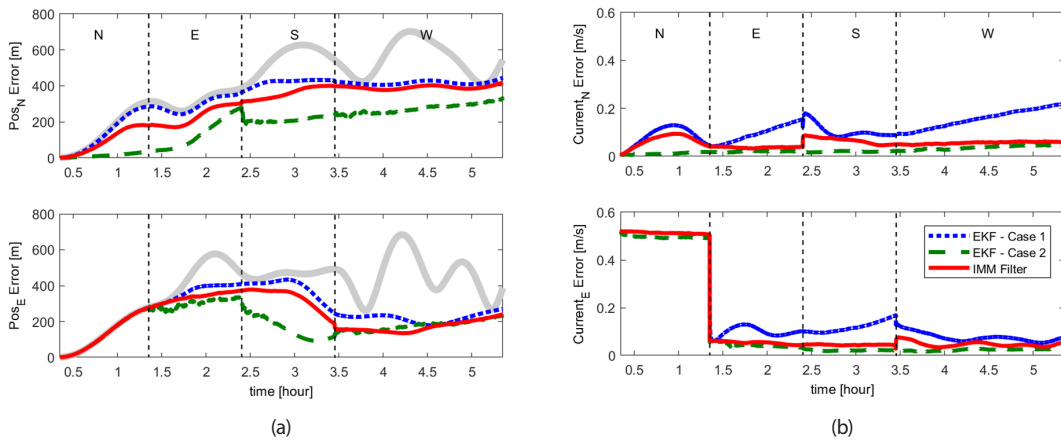 800
600
400
200
0
Pos_N Error [m]
N E S W
0.5 1 1.5 2 2.5 3 3.5 4 4.5 5
800
600
400
200
0
Pos_E Error [m]
0.5 1 1.5 2 2.5 3 3.5 4 4.5 5
time [hour]
(a)
0.6
0.4
0.2
0
Current_N Error [m/s]
N E S W
0.5 1 1.5 2 2.5 3 3.5 4 4.5 5
0.6
0.4
0.2
0
Current_E Error [m/s]
EKF - Case 1
EKF - Case 2
IMM Filter
0.5 1 1.5 2 2.5 3 3.5 4 4.5 5
time [hour]
(b)